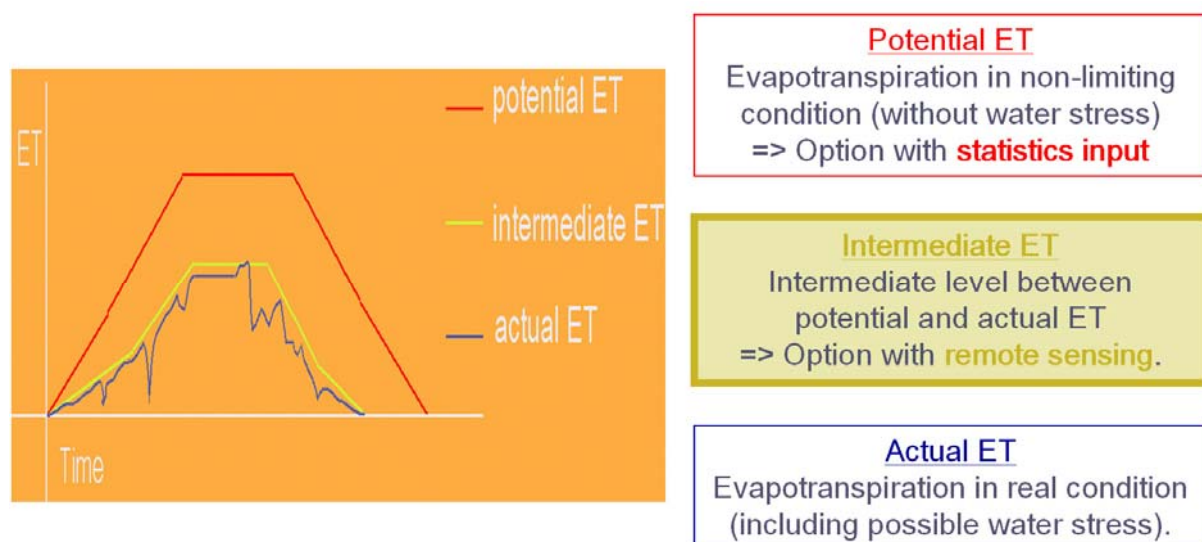 ET
potential ET
intermediate ET
actual ET
Time
Potential ET
Evapotranspiration in non-limiting
condition (without water stress)
=> Option with statistics input
Intermediate ET
Intermediate level between
potential and actual ET
=> Option with remote sensing.
Actual ET
Evapotranspiration in real condition
(including possible water stress).